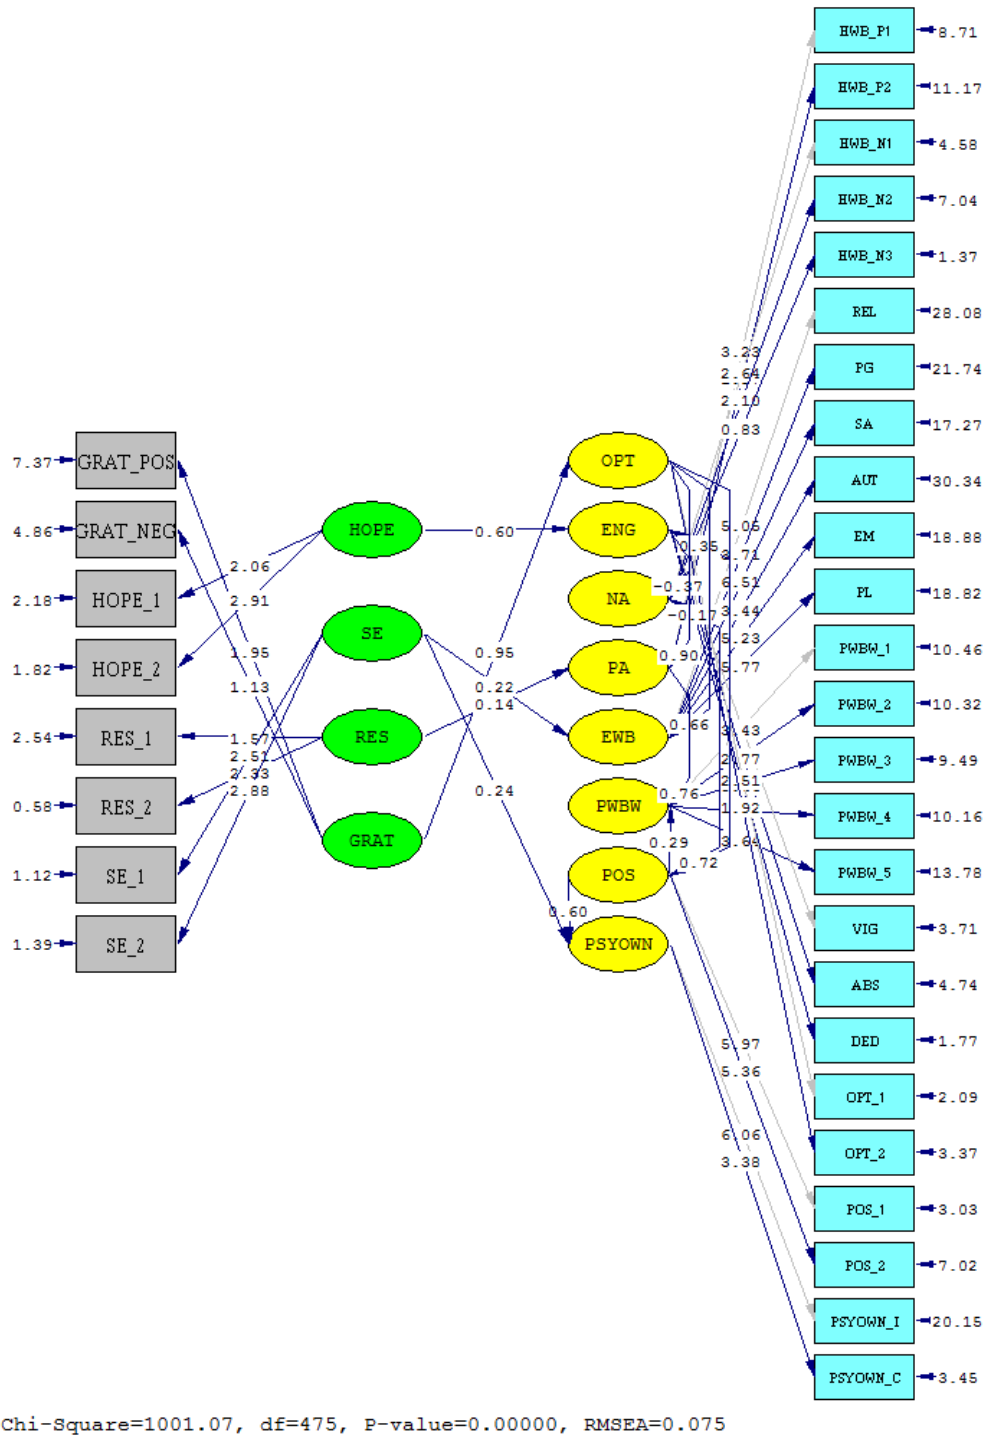 HWB_P1 8.71
HWB_P2 11.17
HWB_N1 4.58
HWB_N2 7.04
HWB_N3 1.37
REL 28.08
PG 21.74
SA 17.27
AUT 30.34
EM 18.88
PL 18.82
PWBW_1 10.46
PWBW_2 10.32
PWBW_3 9.49
PWBW_4 10.16
PWBW_5 13.78
VIG 3.71
ABS 4.74
DED 1.77
OPT_1 2.09
OPT_2 3.37
POS_1 3.03
POS_2 7.02
PSYOWN_I 20.15
PSYOWN_C 3.45
7.37 GRAT_POS
4.86 GRAT_NEG
2.18 HOPE_1
1.82 HOPE_2
2.54 RES_1
0.58 RES_2
1.12 SE_1
1.39 SE_2
HOPE
SE
RES
GRAT
OPT
ENG
NA
PA
EWB
PWBW
POS
PSYOWN
2.06
2.91
1.95
1.13
1.57
2.51
2.33
2.88
0.60
0.95
0.22
0.14
0.24
3.23
2.64
2.10
0.83
5.05
0.35
3.71
-0.37
6.51
-0.17
3.44
5.23
0.90
5.77
0.66
3.43
2.77
0.76
2.51
1.92
0.29
3.64
0.72
0.60
5.97
5.36
6.06
3.38
Chi-Square=1001.07, df=475, P-value=0.00000, RMSEA=0.075